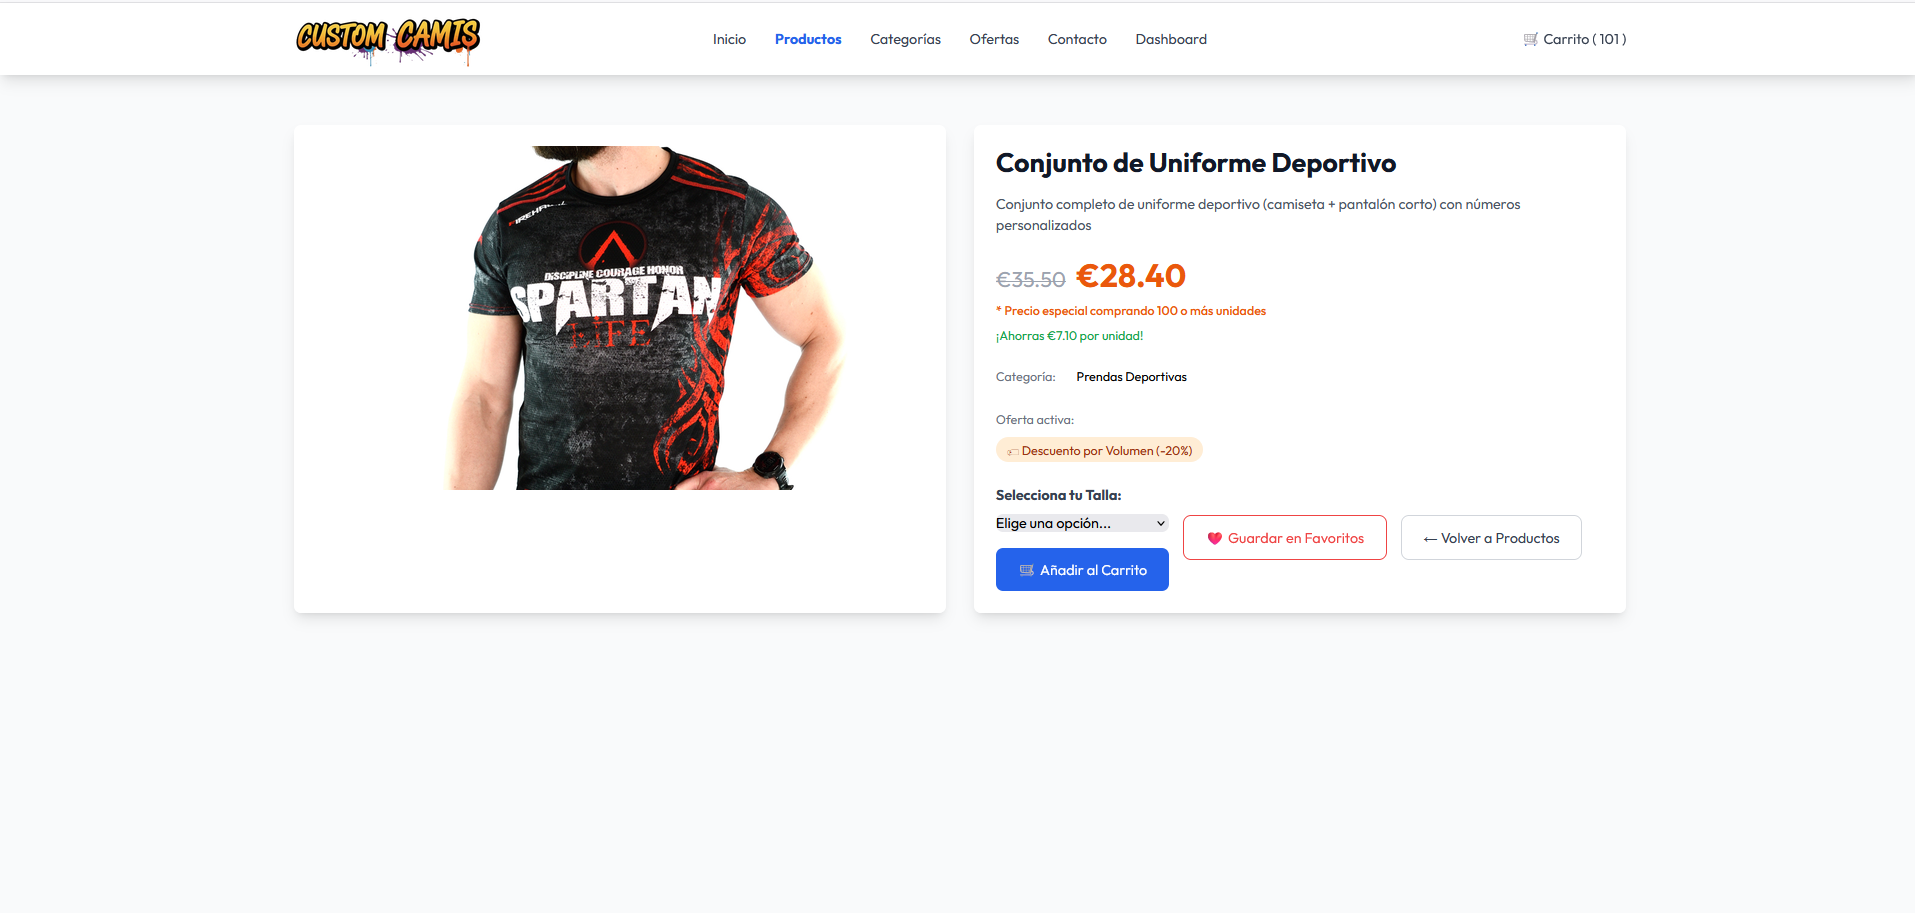 CUSTOM CAMIS
Inicio
Productos
Categorías
Ofertas
Contacto
Dashboard
🛒 Carrito ( 101 )
DISCIPLINE COURAGE HONOR
SPARTAN
LIFE
Conjunto de Uniforme Deportivo
Conjunto completo de uniforme deportivo (camiseta + pantalón corto) con números
personalizados
€35.50 €28.40
* Precio especial comprando 100 o más unidades
¡Ahorras €7.10 por unidad!
Categoría: Prendas Deportivas
Oferta activa:
Descuento por Volumen (-20%)
Selecciona tu Talla:
Elige una opción...
🛒 Añadir al Carrito
Guardar en Favoritos
← Volver a Productos